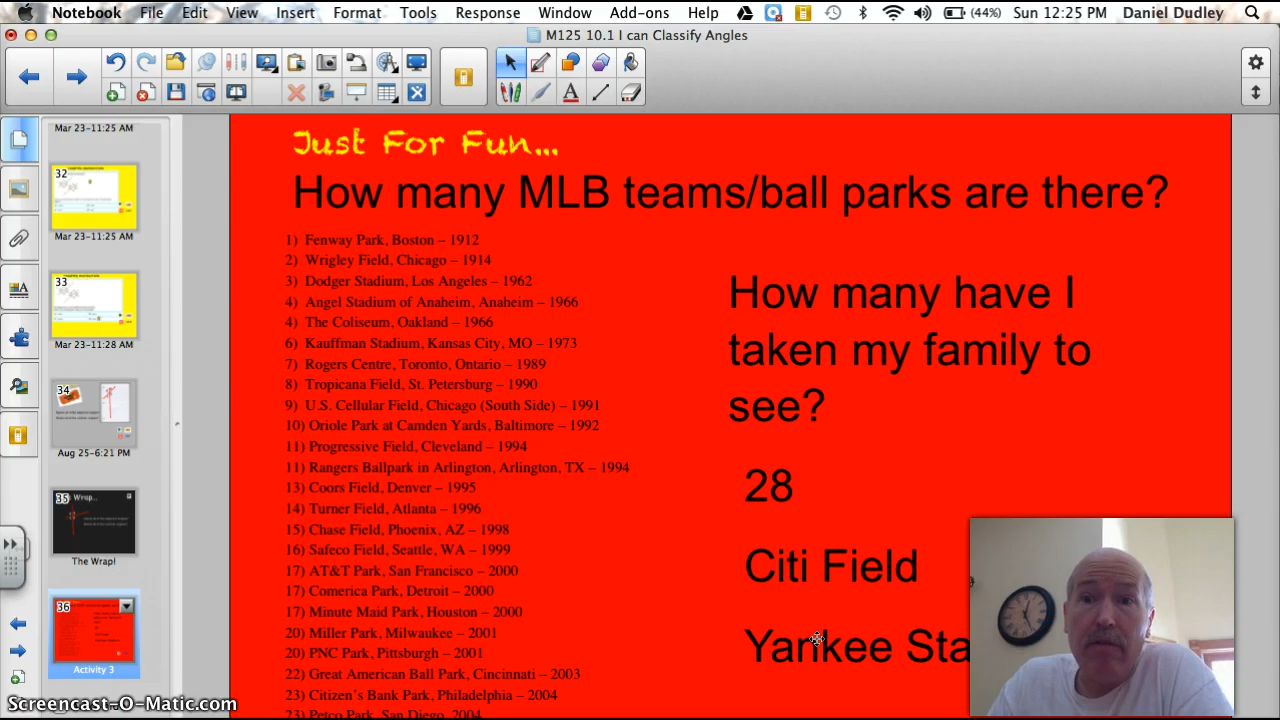 Notebook File Edit View Insert Format Tools Response Window Add-ons Help (44%) Sun 12:25 PM Daniel Dudley
M125 10.1 I can Classify Angles
Mar 23-11:25 AM
32
Mar 23-11:25 AM
33
Mar 23-11:28 AM
34
Aug 25-6:21 PM
35 Wrap...
The Wrap!
36
Activity 3
Just For Fun...
How many MLB teams/ball parks are there?
1) Fenway Park, Boston – 1912
2) Wrigley Field, Chicago – 1914
3) Dodger Stadium, Los Angeles – 1962
4) Angel Stadium of Anaheim, Anaheim – 1966
4) The Coliseum, Oakland – 1966
6) Kauffman Stadium, Kansas City, MO – 1973
7) Rogers Centre, Toronto, Ontario – 1989
8) Tropicana Field, St. Petersburg – 1990
9) U.S. Cellular Field, Chicago (South Side) – 1991
10) Oriole Park at Camden Yards, Baltimore – 1992
11) Progressive Field, Cleveland – 1994
11) Rangers Ballpark in Arlington, Arlington, TX – 1994
13) Coors Field, Denver – 1995
14) Turner Field, Atlanta – 1996
15) Chase Field, Phoenix, AZ – 1998
16) Safeco Field, Seattle, WA – 1999
17) AT&T Park, San Francisco – 2000
17) Comerica Park, Detroit – 2000
17) Minute Maid Park, Houston – 2000
20) Miller Park, Milwaukee – 2001
20) PNC Park, Pittsburgh – 2001
22) Great American Ball Park, Cincinnati – 2003
23) Citizen's Bank Park, Philadelphia – 2004
23) Petco Park, San Diego, 2004
How many have I
taken my family to
see?
28
Citi Field
Yankee Sta
Screencast-O-Matic.com